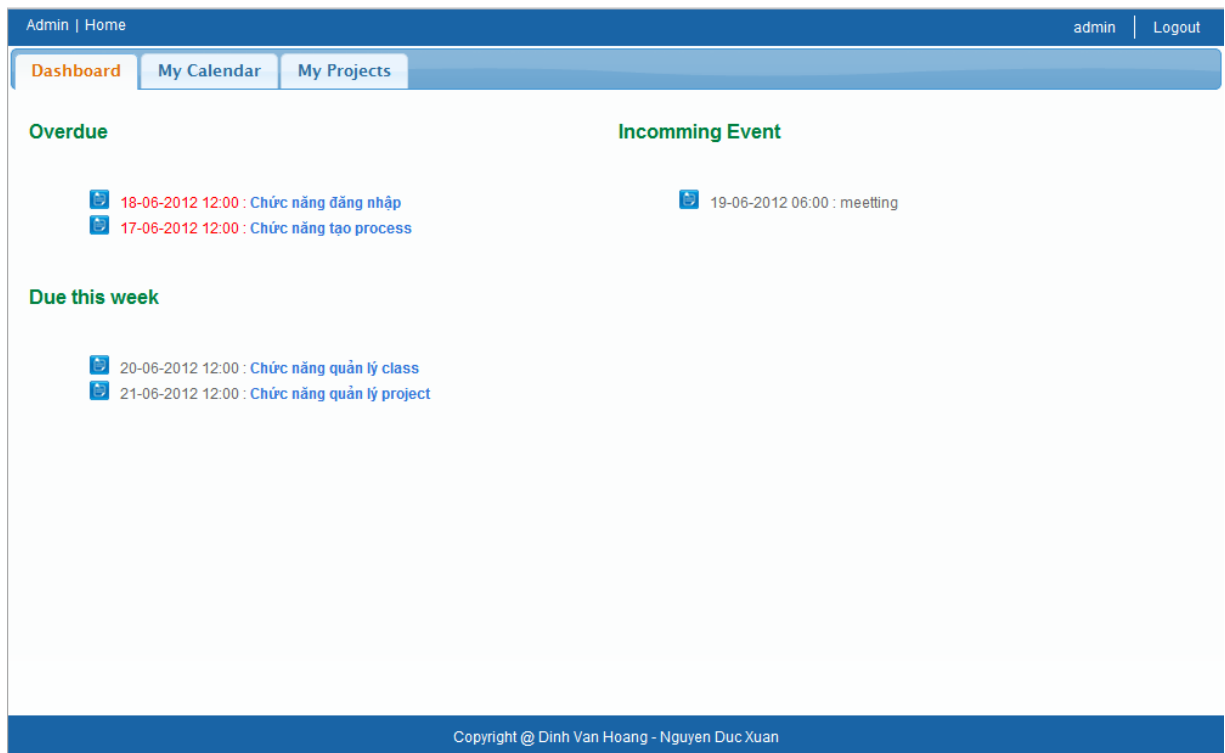 Admin | Home
admin | Logout
Dashboard
My Calendar
My Projects
Overdue
18-06-2012 12:00 : Chức năng đăng nhập
17-06-2012 12:00 : Chức năng tạo process
Due this week
20-06-2012 12:00 : Chức năng quản lý class
21-06-2012 12:00 : Chức năng quản lý project
Incomming Event
19-06-2012 06:00 : meetting
Copyright @ Dinh Van Hoang - Nguyen Duc Xuan